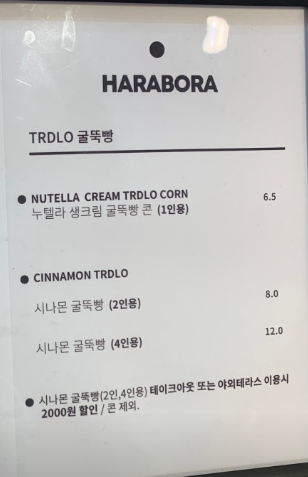 HARABORA
TRDLO 굴뚝빵
● NUTELLA CREAM TRDLO CORN 6.5
누텔라 생크림 굴뚝빵 콘 (1인용)
● CINNAMON TRDLO
시나몬 굴뚝빵 (2인용) 8.0
시나몬 굴뚝빵 (4인용) 12.0
● 시나몬 굴뚝빵(2인,4인용) 테이크아웃 또는 야외테라스 이용시
2000원 할인 / 콘 제외.